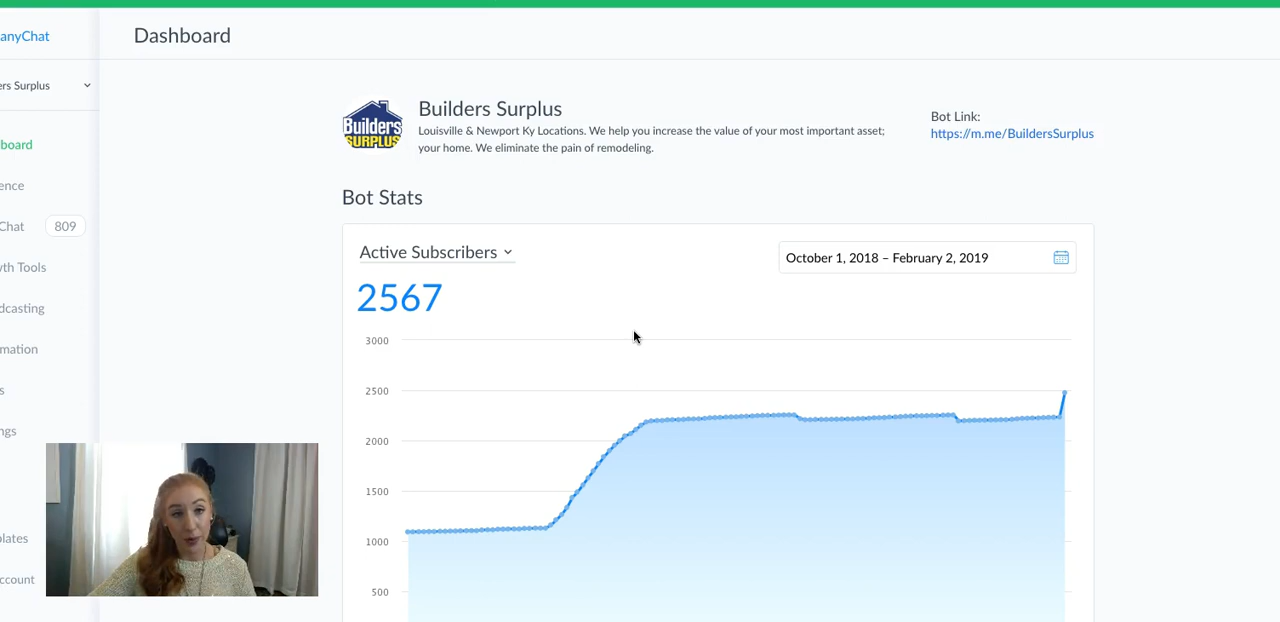 anyChat
Dashboard
ers Surplus
board
ence
Chat 809
wth Tools
dcasting
mation
s
ngs
plates
ccount
Builders
SURPLUS
Builders Surplus
Louisville & Newport Ky Locations. We help you increase the value of your most important asset;
your home. We eliminate the pain of remodeling.
Bot Link:
https://m.me/BuildersSurplus
Bot Stats
Active Subscribers
October 1, 2018 – February 2, 2019
2567
3000
2500
2000
1500
1000
500